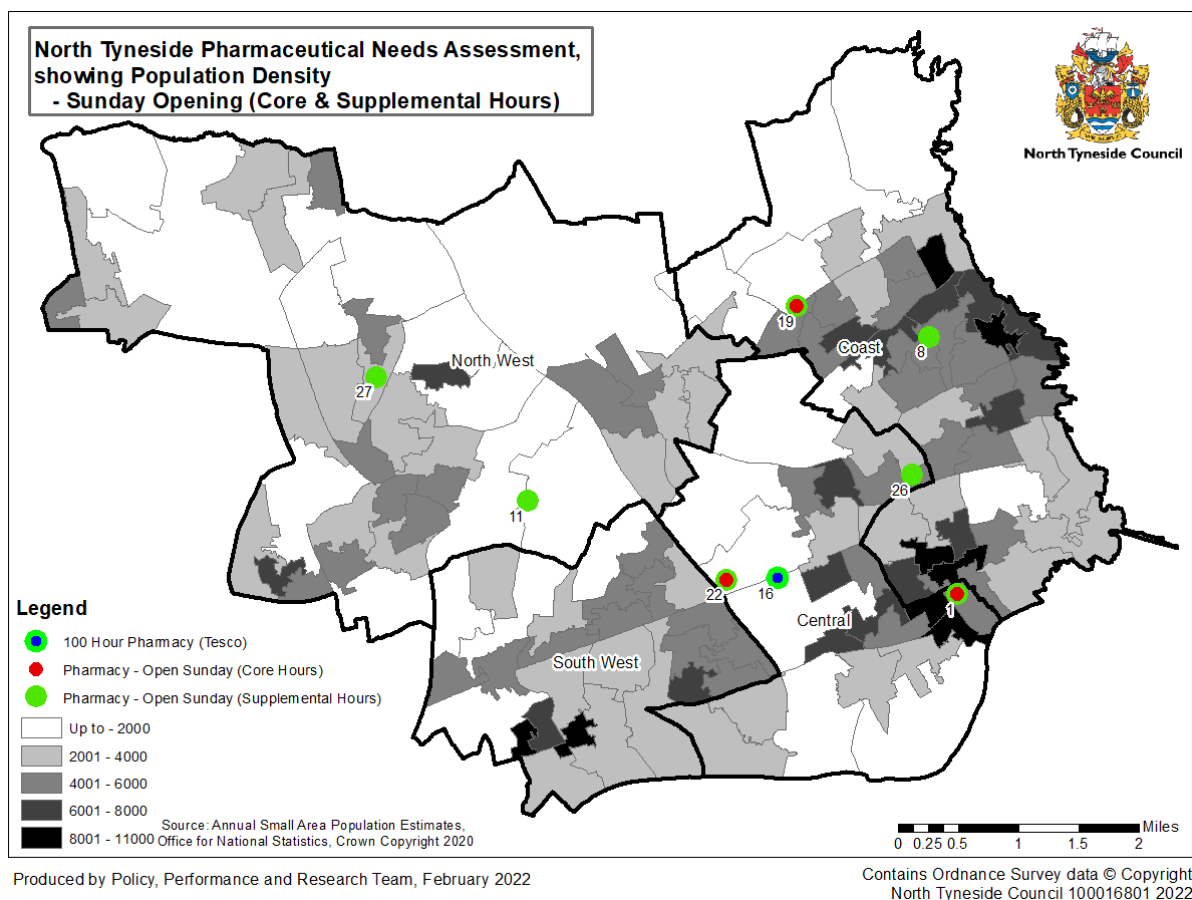 North Tyneside Pharmaceutical Needs Assessment,
showing Population Density
- Sunday Opening (Core & Supplemental Hours)
North Tyneside Council
19
Coast
8
North West
27
26
11
22
16
1
Central
South West
Legend
100 Hour Pharmacy (Tesco)
Pharmacy - Open Sunday (Core Hours)
Pharmacy - Open Sunday (Supplemental Hours)
Up to - 2000
2001 - 4000
4001 - 6000
6001 - 8000
8001 - 11000
Source: Annual Small Area Population Estimates,
Office for National Statistics, Crown Copyright 2020
Miles
0 0.25 0.5 1 1.5 2
Produced by Policy, Performance and Research Team, February 2022
Contains Ordnance Survey data © Copyright
North Tyneside Council 100016801 2022